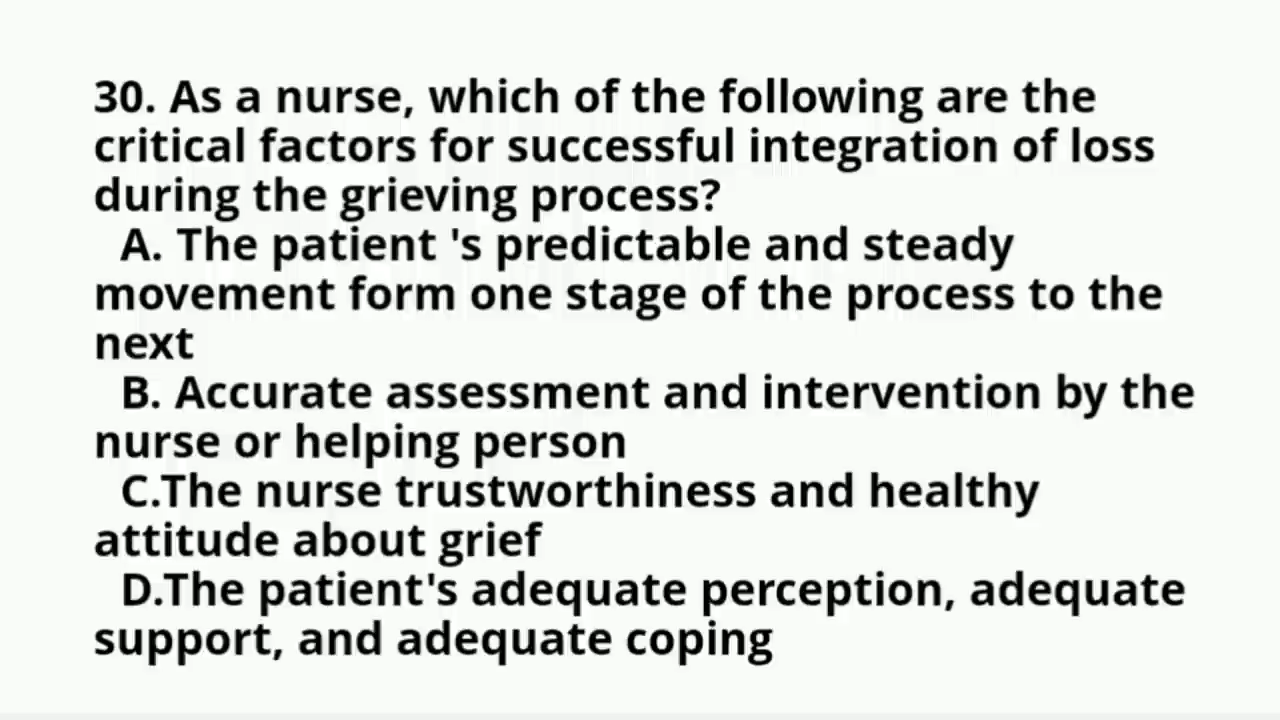 30. As a nurse, which of the following are the
critical factors for successful integration of loss
during the grieving process?
A. The patient 's predictable and steady
movement form one stage of the process to the
next
B. Accurate assessment and intervention by the
nurse or helping person
C.The nurse trustworthiness and healthy
attitude about grief
D.The patient's adequate perception, adequate
support, and adequate coping